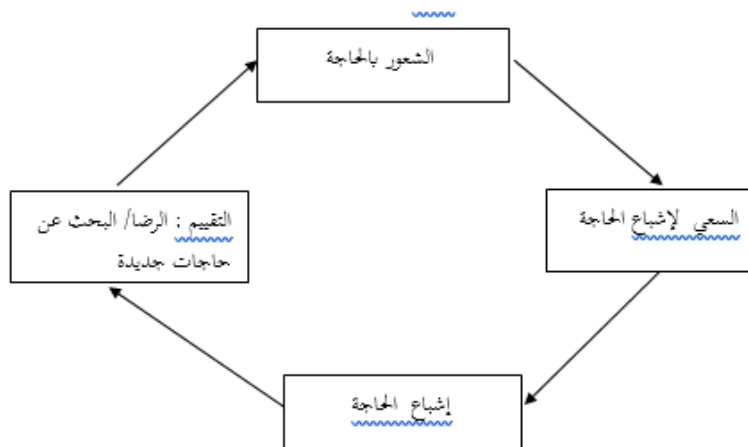 الشعور بالحاجة
السعي لإشباع الحاجة
التقييم : الرضا/ البحث عن
حاجات جديدة
إشباع الحاجة